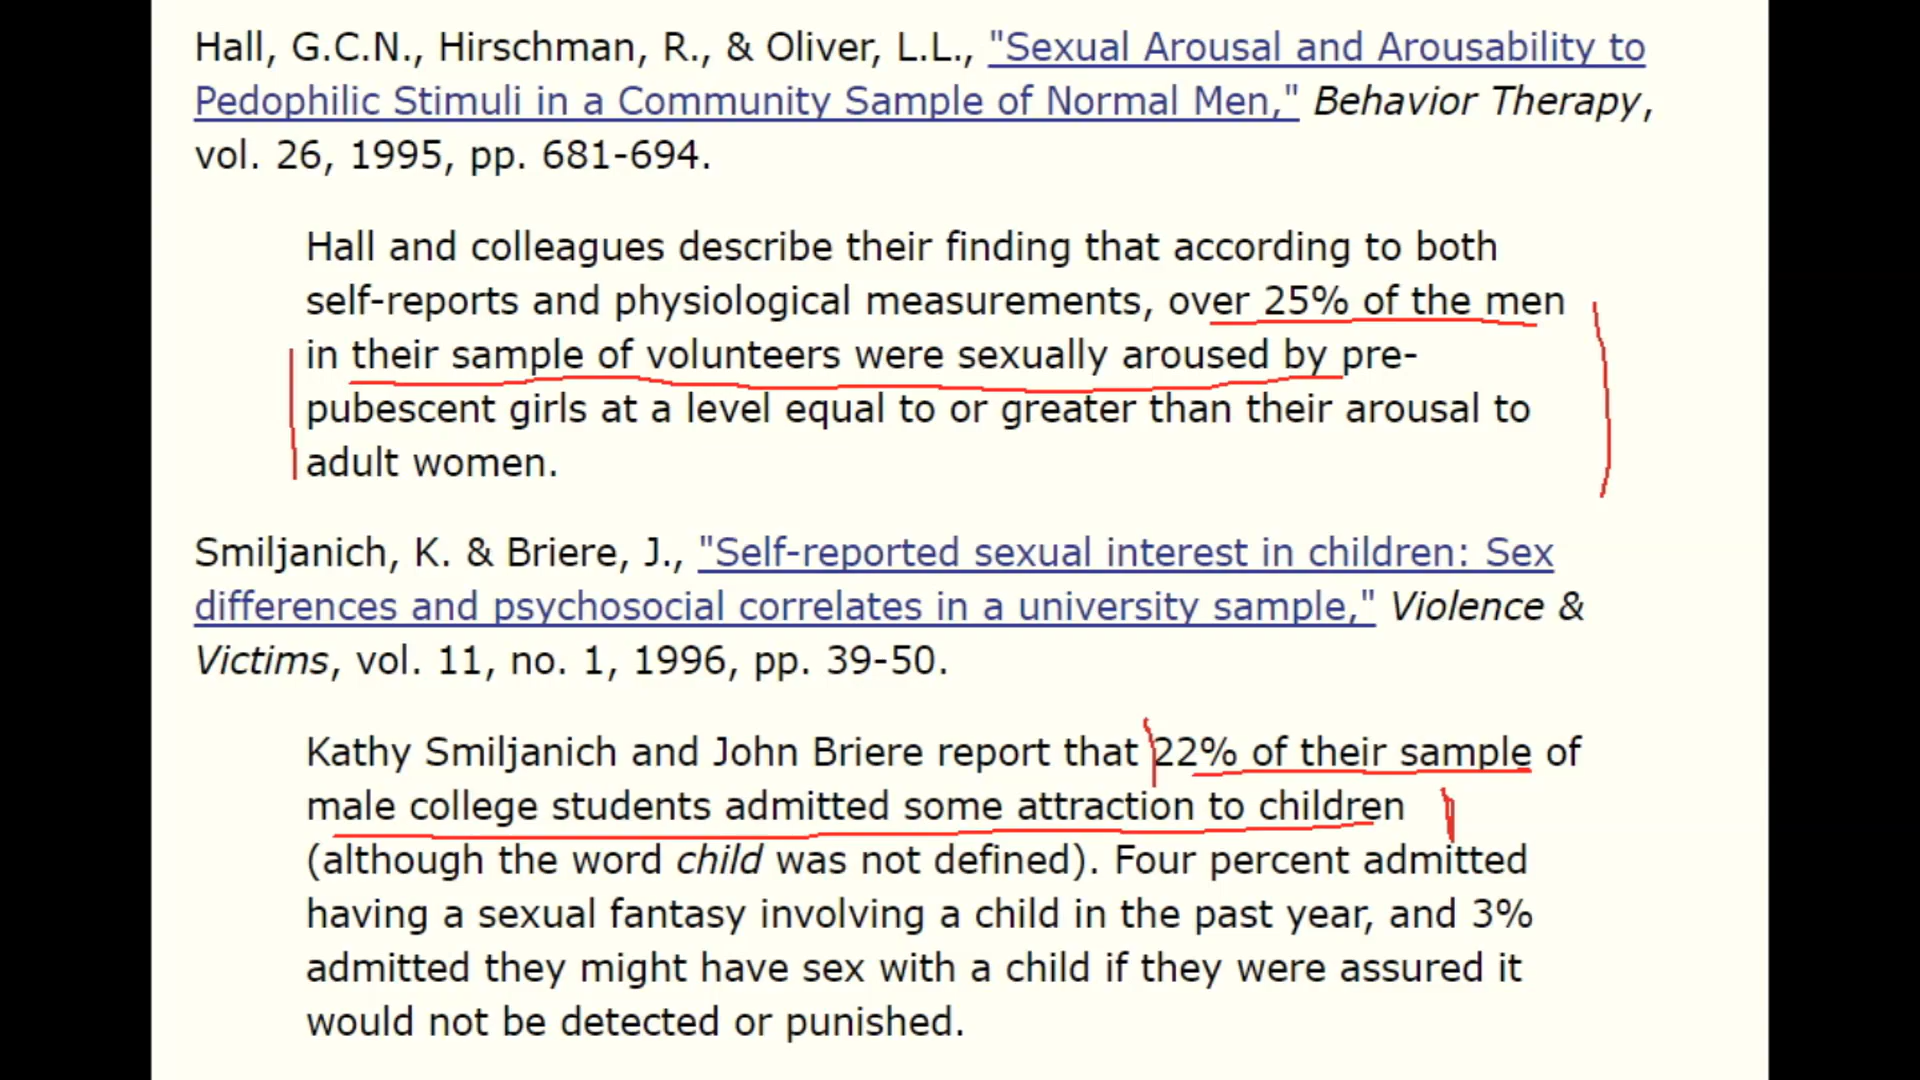 Hall, G.C.N., Hirschman, R., & Oliver, L.L., "Sexual Arousal and Arousability to
Pedophilic Stimuli in a Community Sample of Normal Men," Behavior Therapy,
vol. 26, 1995, pp. 681-694.
Hall and colleagues describe their finding that according to both
self-reports and physiological measurements, over 25% of the men
in their sample of volunteers were sexually aroused by pre-
pubescent girls at a level equal to or greater than their arousal to
adult women.
Smiljanich, K. & Briere, J., "Self-reported sexual interest in children: Sex
differences and psychosocial correlates in a university sample," Violence &
Victims, vol. 11, no. 1, 1996, pp. 39-50.
Kathy Smiljanich and John Briere report that 22% of their sample of
male college students admitted some attraction to children
(although the word child was not defined). Four percent admitted
having a sexual fantasy involving a child in the past year, and 3%
admitted they might have sex with a child if they were assured it
would not be detected or punished.